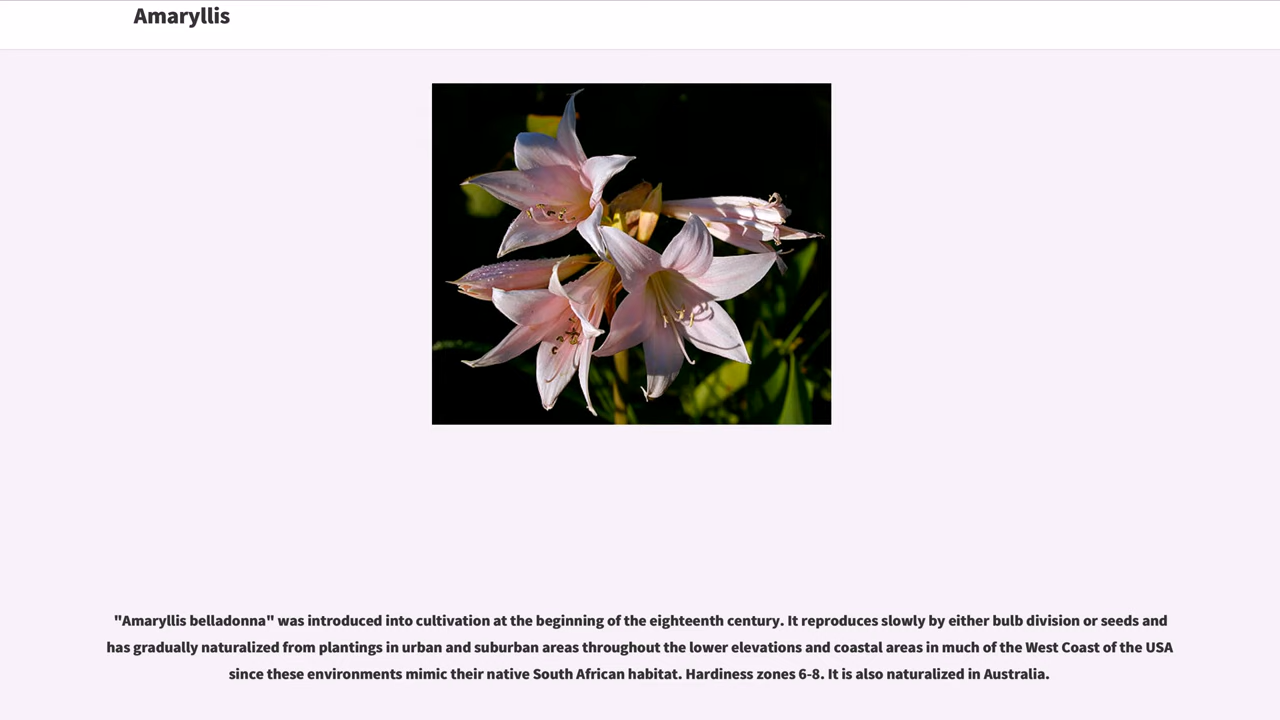 Amaryllis
"Amaryllis belladonna" was introduced into cultivation at the beginning of the eighteenth century. It reproduces slowly by either bulb division or seeds and
has gradually naturalized from plantings in urban and suburban areas throughout the lower elevations and coastal areas in much of the West Coast of the USA
since these environments mimic their native South African habitat. Hardiness zones 6-8. It is also naturalized in Australia.